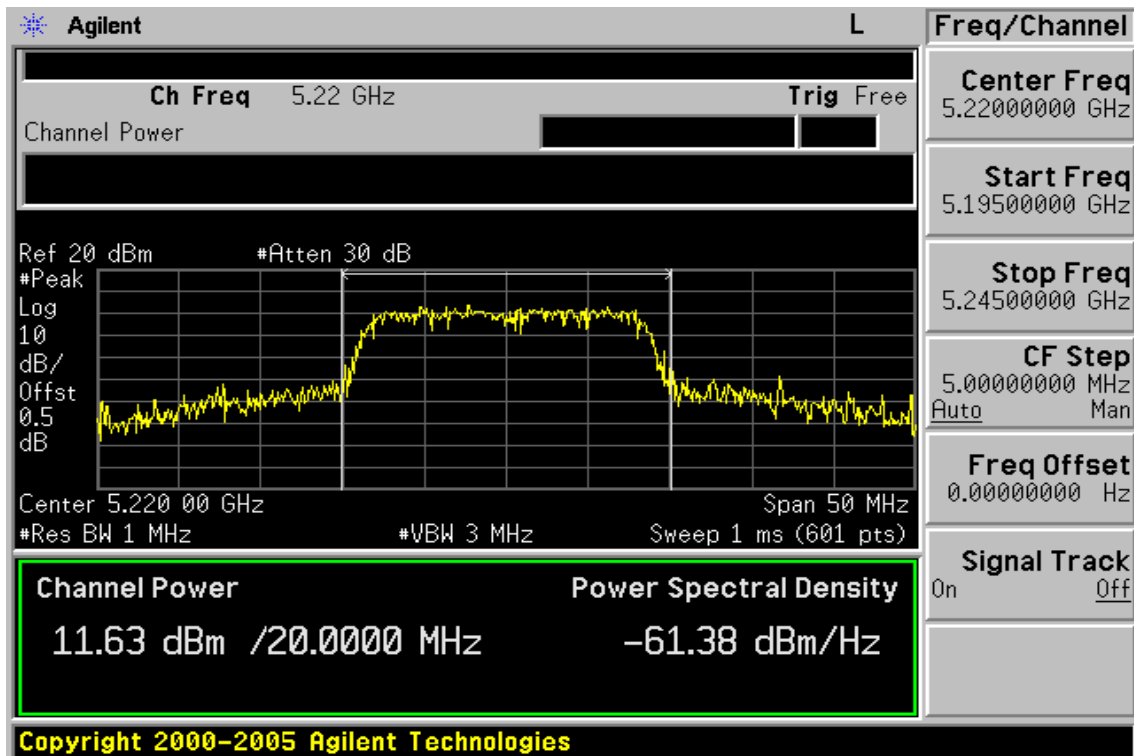 Agilent L Freq/Channel
Ch Freq 5.22 GHz Trig Free
Channel Power
Center Freq
5.22000000 GHz
Start Freq
5.19500000 GHz
Stop Freq
5.24500000 GHz
CF Step
5.00000000 MHz
Auto Man
Freq Offset
0.00000000 Hz
Signal Track
On Off
Ref 20 dBm #Atten 30 dB
#Peak
Log
10
dB/
Offst
0.5
dB
Center 5.220 00 GHz Span 50 MHz
#Res BW 1 MHz #VBW 3 MHz Sweep 1 ms (601 pts)
Channel Power Power Spectral Density
11.63 dBm /20.0000 MHz -61.38 dBm/Hz
Copyright 2000-2005 Agilent Technologies